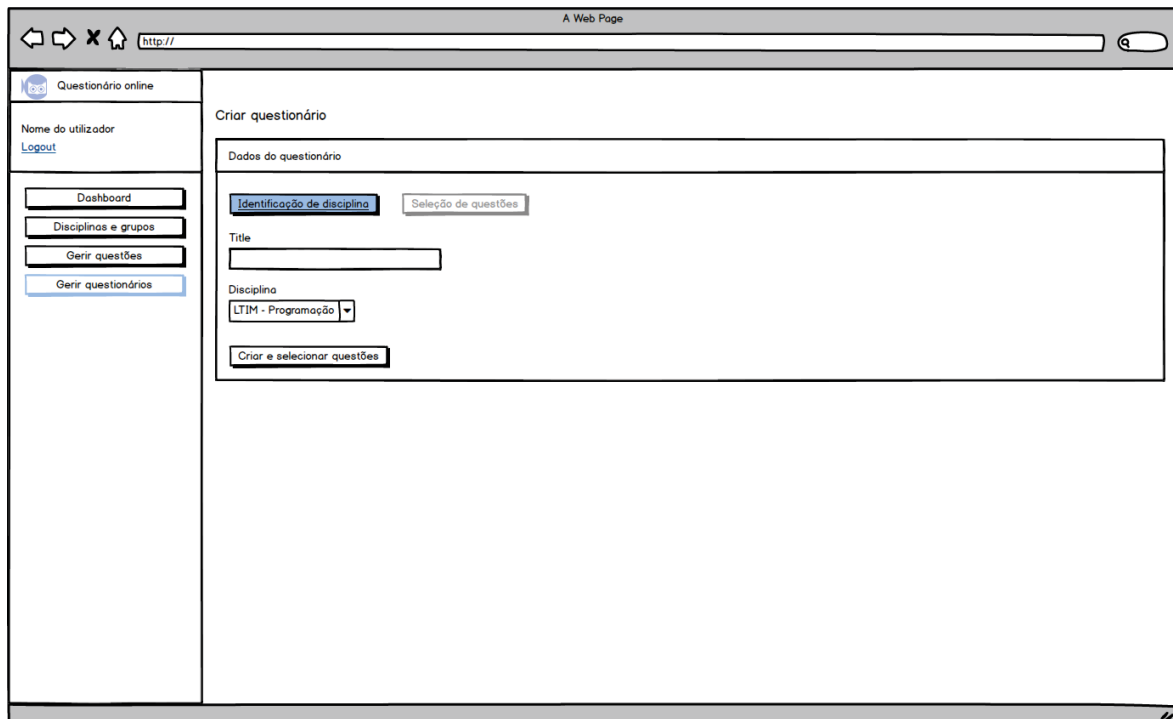 A Web Page
http://
Questionário online
Nome do utilizador
Logout
Dashboard
Disciplinas e grupos
Gerir questões
Gerir questionários
Criar questionário
Dados do questionário
Identificação de disciplina
Seleção de questões
Title
Disciplina
LTIM - Programação
Criar e selecionar questões